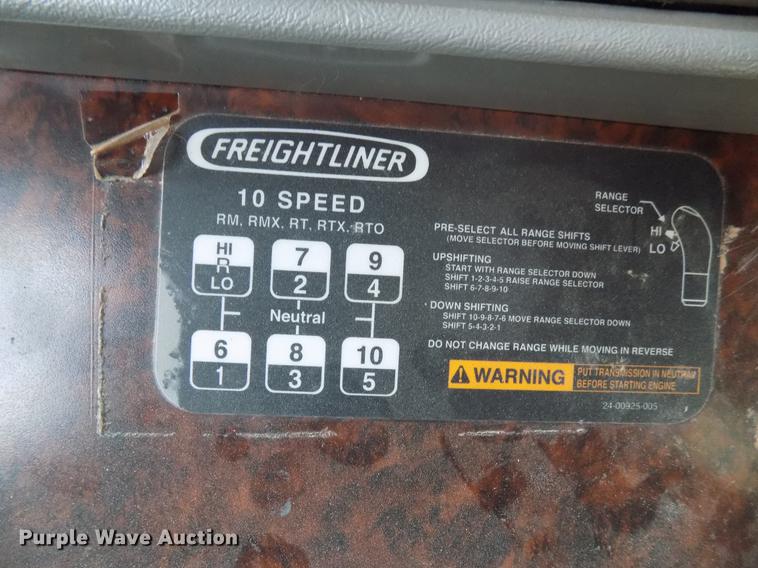 FREIGHTLINER
10 SPEED
RM, RMX, RT, RTX, RTO
HI
R
LO
7
2
9
4
Neutral
6
1
8
3
10
5
RANGE
SELECTOR
HI
LO
PRE-SELECT ALL RANGE SHIFTS
(MOVE SELECTOR BEFORE MOVING SHIFT LEVER)
UPSHIFTING
START WITH RANGE SELECTOR DOWN
SHIFT 1-2-3-4-5 RAISE RANGE SELECTOR
SHIFT 6-7-8-9-10
DOWN SHIFTING
SHIFT 10-9-8-7-6 MOVE RANGE SELECTOR DOWN
SHIFT 5-4-3-2-1
DO NOT CHANGE RANGE WHILE MOVING IN REVERSE
WARNING
PUT TRANSMISSION IN NEUTRAL
BEFORE STARTING ENGINE
24-00925-005
Purple Wave Auction